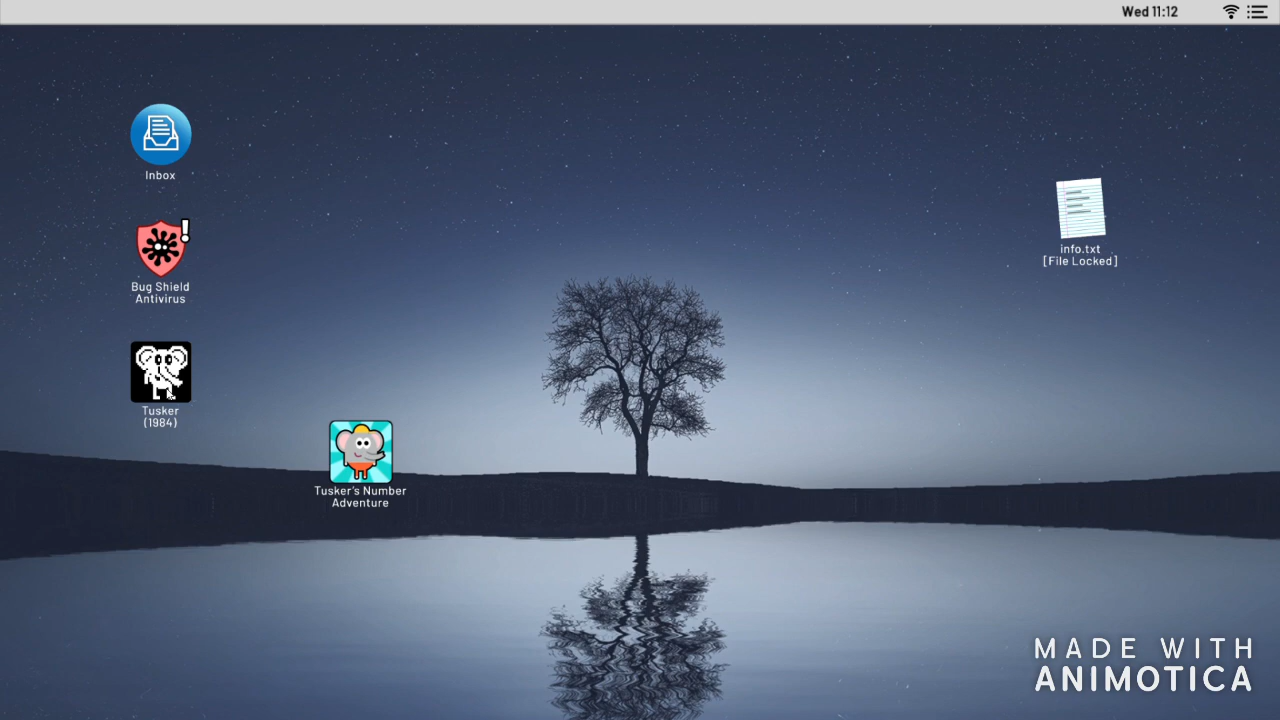 Wed 11:12
Inbox
Bug Shield
Antivirus
Tusker
(1984)
Tusker's Number
Adventure
info.txt
[File Locked]
MADE WITH
ANIMOTICA